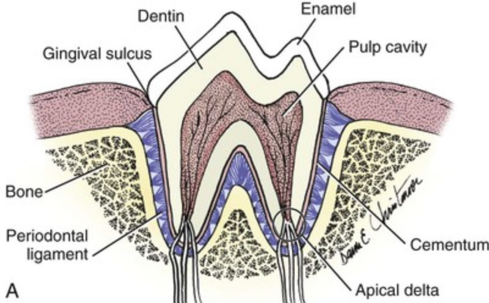 Dentin
Enamel
Gingival sulcus
Pulp cavity
Bone
Periodontal
ligament
Cementum
Apical delta
A